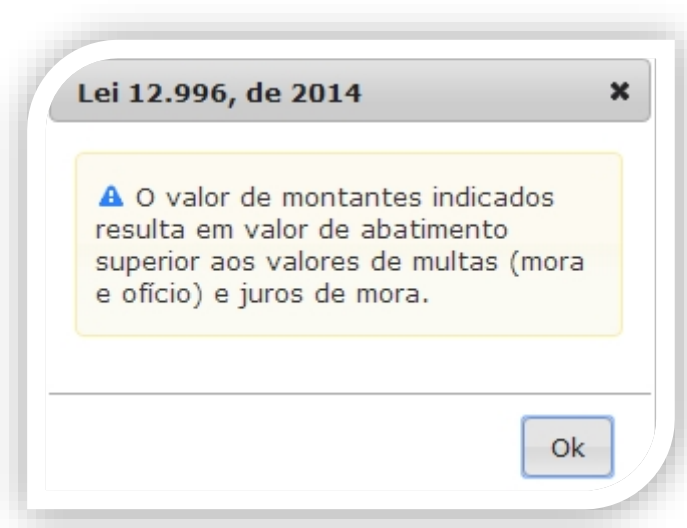 Lei 12.996, de 2014
O valor de montantes indicados
resulta em valor de abatimento
superior aos valores de multas (mora
e ofício) e juros de mora.
Ok